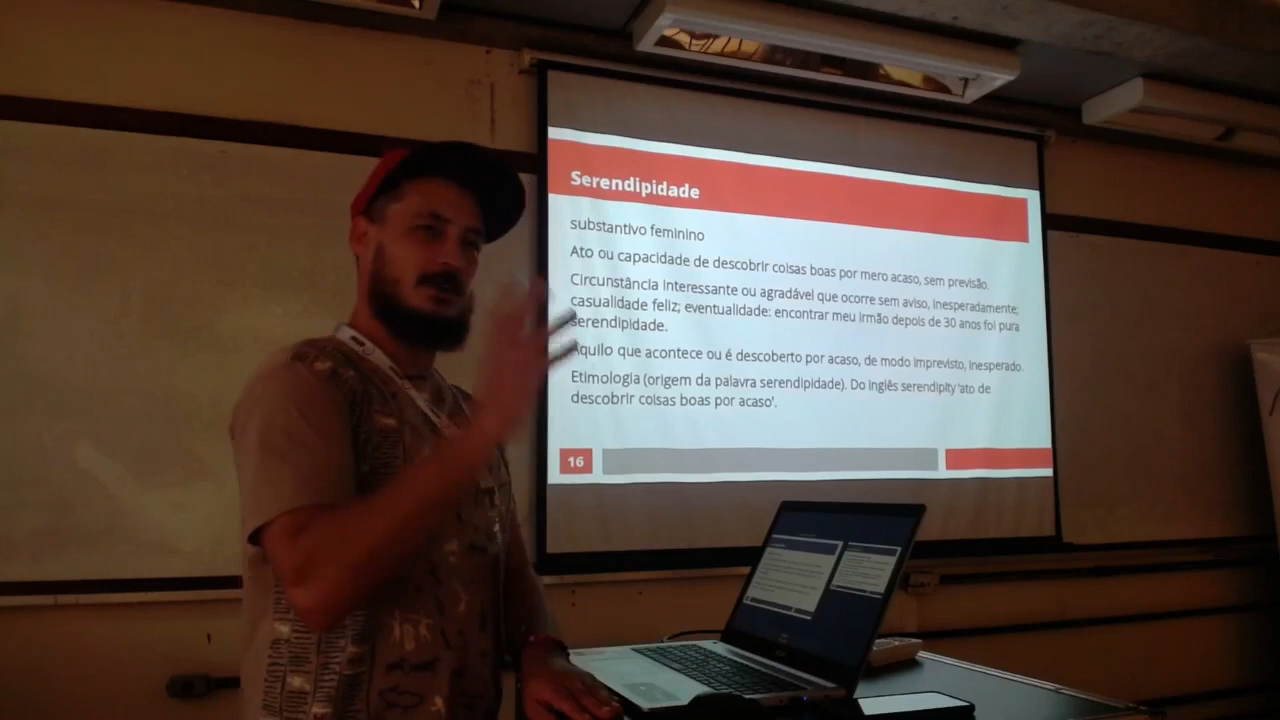 Serendipidade
substantivo feminino
Ato ou capacidade de descobrir coisas boas por mero acaso, sem previsão.
Circunstância interessante ou agradável que ocorre sem aviso, inesperadamente;
casualidade feliz; eventualidade: encontrar meu irmão depois de 30 anos foi pura
serendipidade.
Aquilo que acontece ou é descoberto por acaso, de modo imprevisto, inesperado.
Etimologia (origem da palavra serendipidade). Do inglês serendipity 'ato de
descobrir coisas boas por acaso'.
16